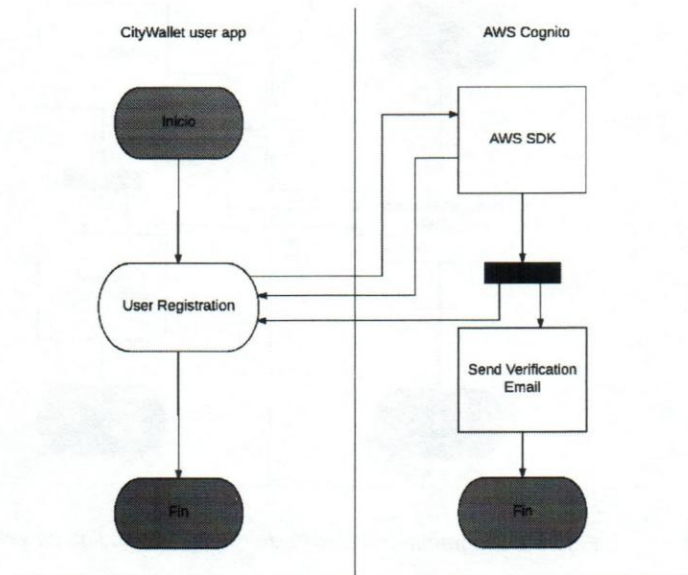 CityWallet user app
AWS Cognito
Inicio
AWS SDK
User Registration
Send Verification
Email
Fin
Fin